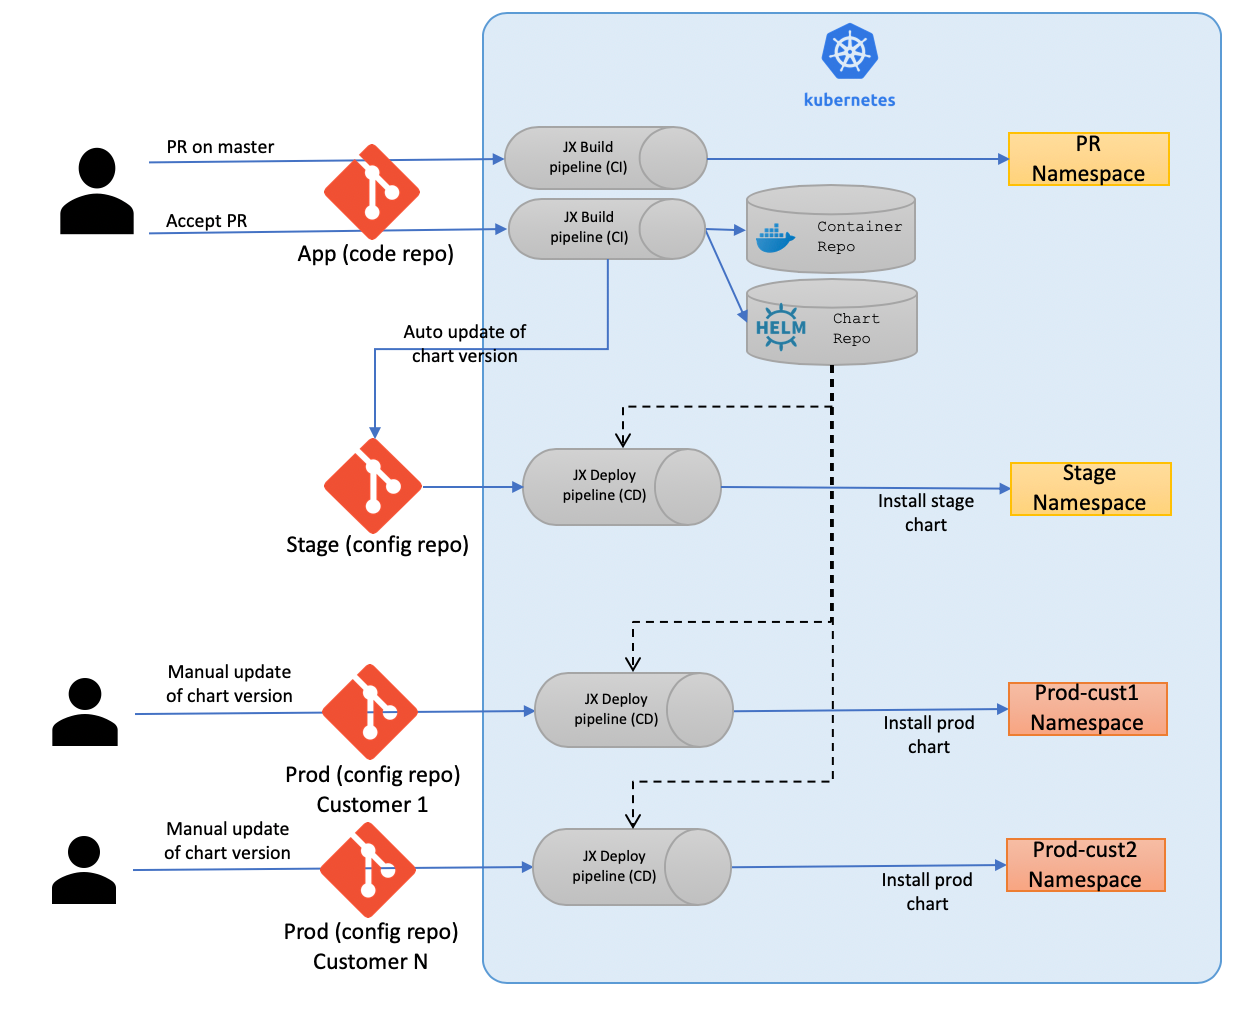 kubernetes
PR on master
JX Build
pipeline (CI)
PR
Namespace
Accept PR
App (code repo)
JX Build
pipeline (CI)
Container
Repo
HELM
Chart
Repo
Auto update of
chart version
Stage (config repo)
JX Deploy
pipeline (CD)
Install stage
chart
Stage
Namespace
Manual update
of chart version
Prod (config repo)
Customer 1
JX Deploy
pipeline (CD)
Install prod
chart
Prod-cust1
Namespace
Manual update
of chart version
Prod (config repo)
Customer N
JX Deploy
pipeline (CD)
Install prod
chart
Prod-cust2
Namespace